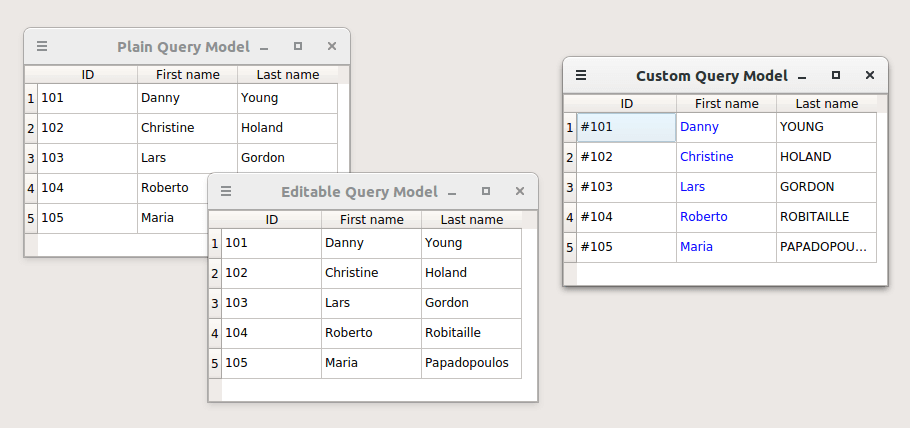 Plain Query Model
ID First name Last name
1 101 Danny Young
2 102 Christine Holand
3 103 Lars Gordon
4 104 Roberto
5 105 Maria
Editable Query Model
ID First name Last name
1 101 Danny Young
2 102 Christine Holand
3 103 Lars Gordon
4 104 Roberto Robitaille
5 105 Maria Papadopoulos
Custom Query Model
ID First name Last name
1 #101 Danny YOUNG
2 #102 Christine HOLAND
3 #103 Lars GORDON
4 #104 Roberto ROBITAILLE
5 #105 Maria PAPADOPOU...